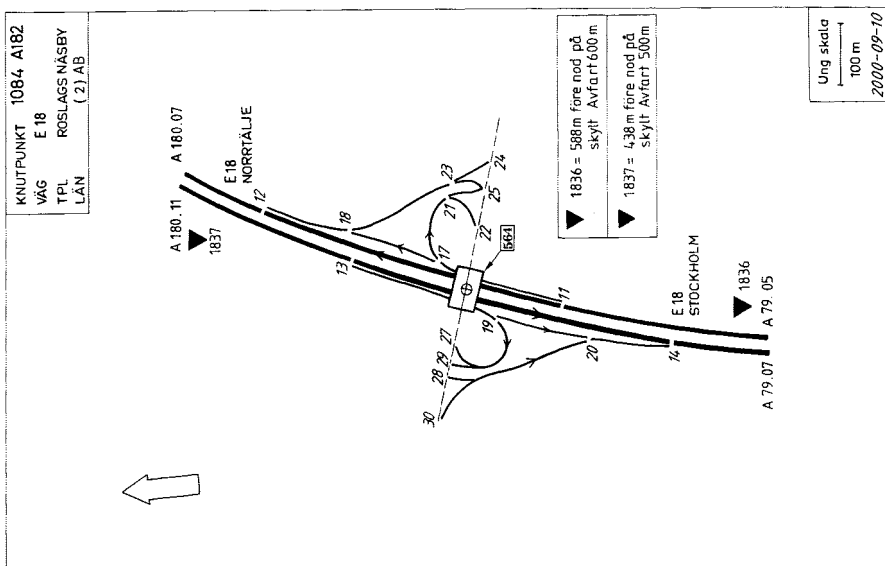 KNUTPUNKT 1084 A182
VÄG E 18
TPL ROSLAGS NÄSBY
LÄN ( 2) AB
A 180.07
A 180.11
1837
E 18
NORRTÄLJE
12
18
13
23
24
21
25
22
17
564
11
19
27
29
28
30
20
14
E 18
STOCKHOLM
1836
A 79.05
A 79.07
1836 = 588m före nod på
skylt Avfart 600 m
1837 = 438m före nod på
skylt Avfart 500m
Ung skala
100 m
2000-09-10